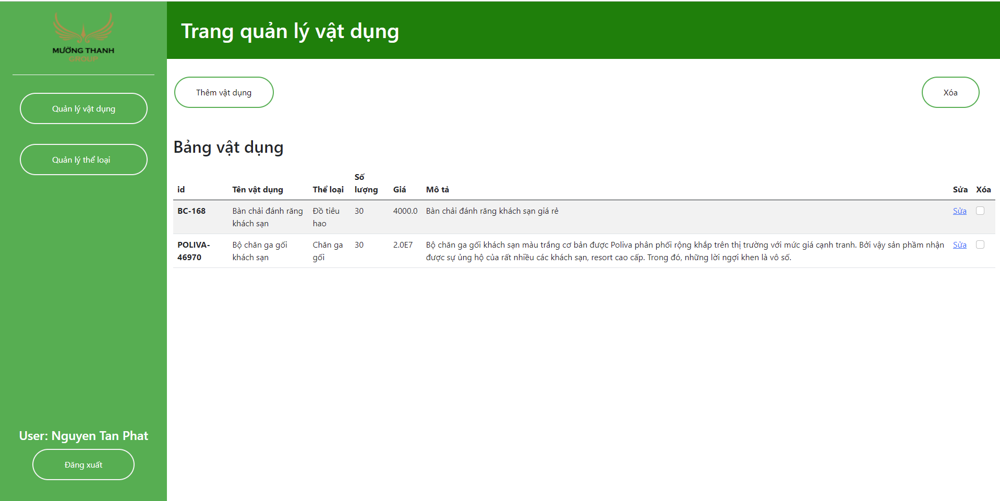 MƯỜNG THANH
GROUP
Quản lý vật dụng
Quản lý thể loại
User: Nguyen Tan Phat
Đăng xuất
Trang quản lý vật dụng
Thêm vật dụng
Xóa
Bảng vật dụng
id Tên vật dụng Thể loại Số lượng Giá Mô tả Sửa Xóa
BC-168 Bàn chải đánh răng Đồ tiêu 30 4000.0 Bàn chải đánh răng khách sạn giá rẻ Sửa
khách sạn hao
POLIVA- Bộ chăn ga gối Chăn ga 30 2.0E7 Bộ chăn ga gối khách sạn màu trắng cơ bản được Poliva phân phối rộng khắp trên thị trường với mức giá cạnh tranh. Bởi vậy sản phầm nhận Sửa
46970 khách sạn gối được sự ủng hộ của rất nhiều các khách sạn, resort cao cấp. Trong đó, những lời ngợi khen là vô số.